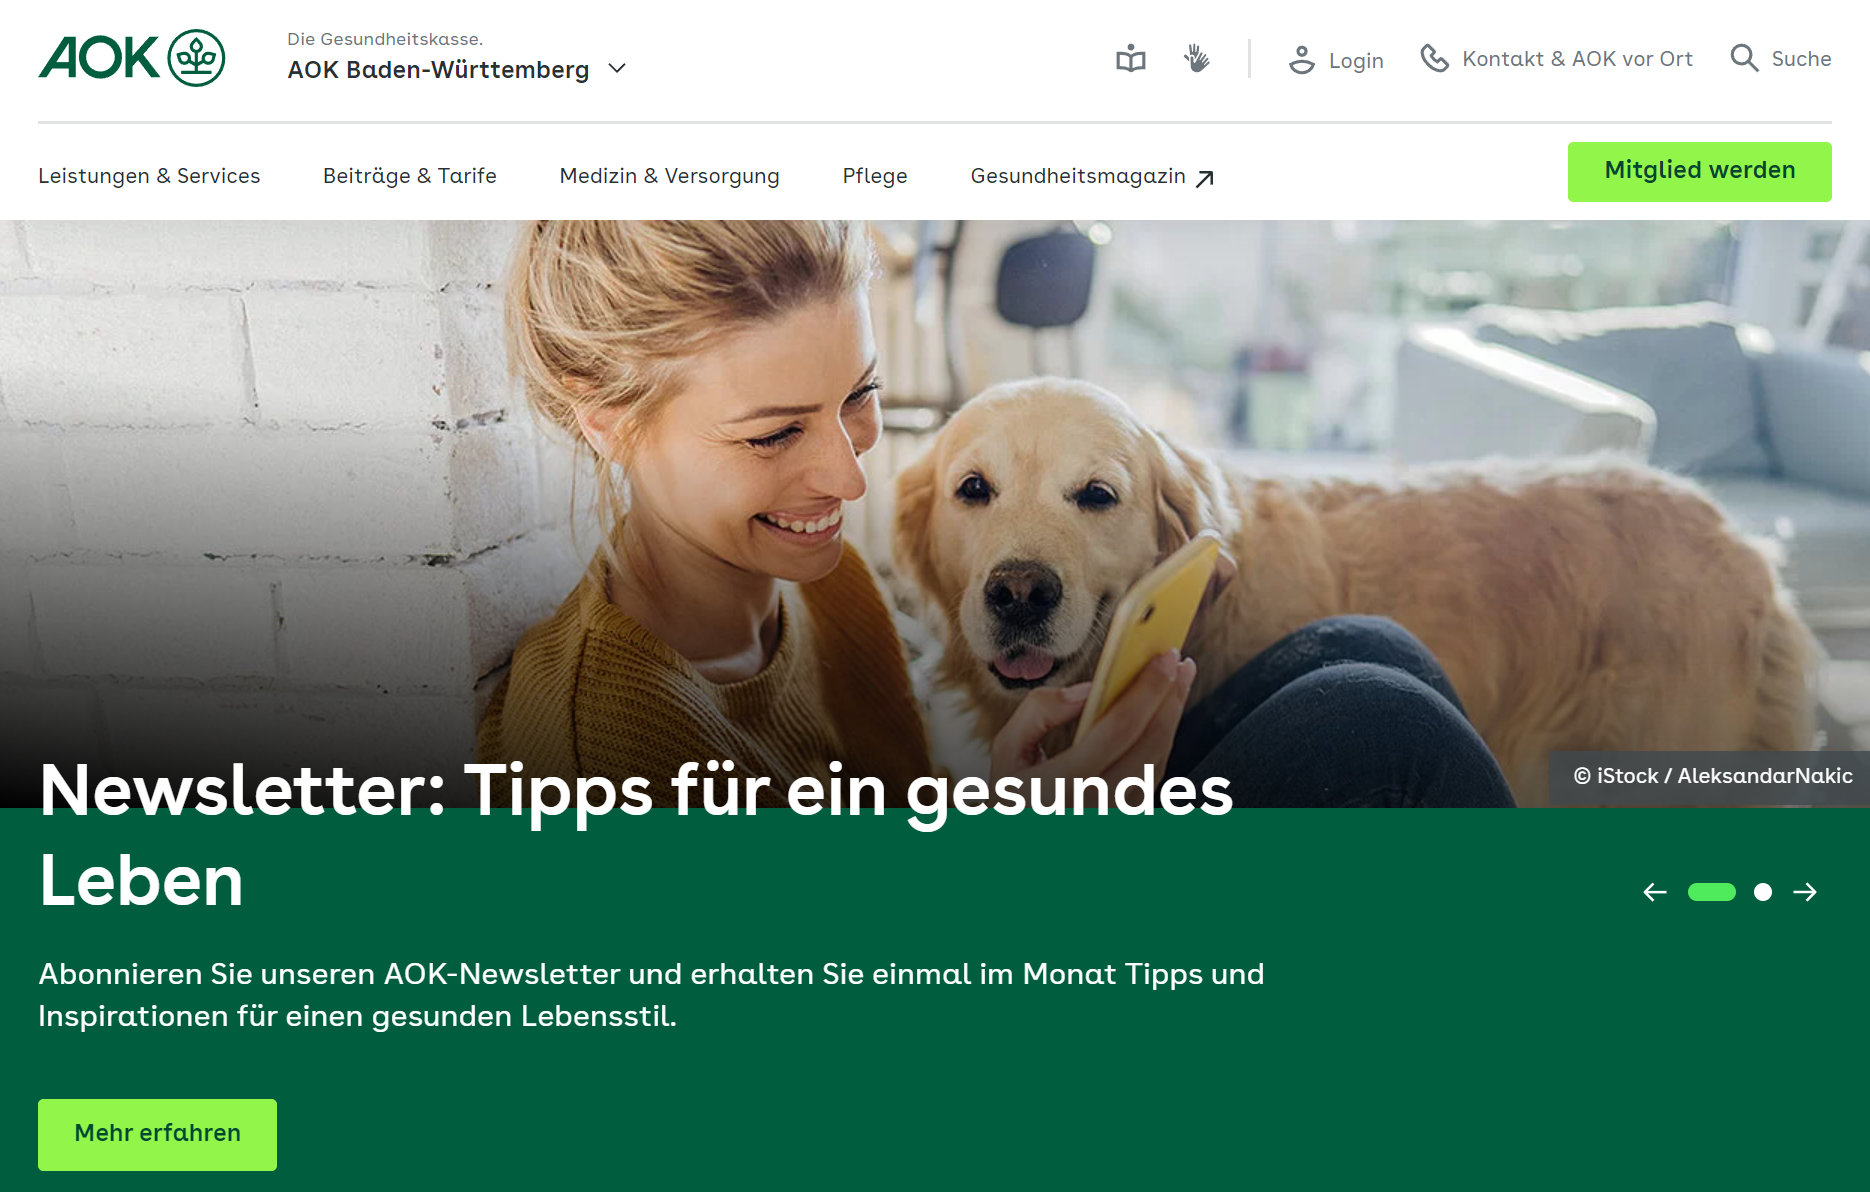 AOK
Die Gesundheitskasse.
AOK Baden-Württemberg
Login
Kontakt & AOK vor Ort
Suche
Leistungen & Services
Beiträge & Tarife
Medizin & Versorgung
Pflege
Gesundheitsmagazin
Mitglied werden
© iStock / AleksandarNakic
Newsletter: Tipps für ein gesundes
Leben
Abonnieren Sie unseren AOK-Newsletter und erhalten Sie einmal im Monat Tipps und
Inspirationen für einen gesunden Lebensstil.
Mehr erfahren